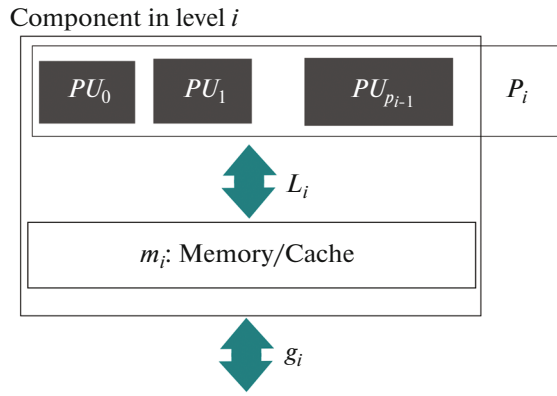 Component in level i
PU₀ PU₁ PUₚᵢ₋₁ Pᵢ
Lᵢ
mᵢ: Memory/Cache
gᵢ